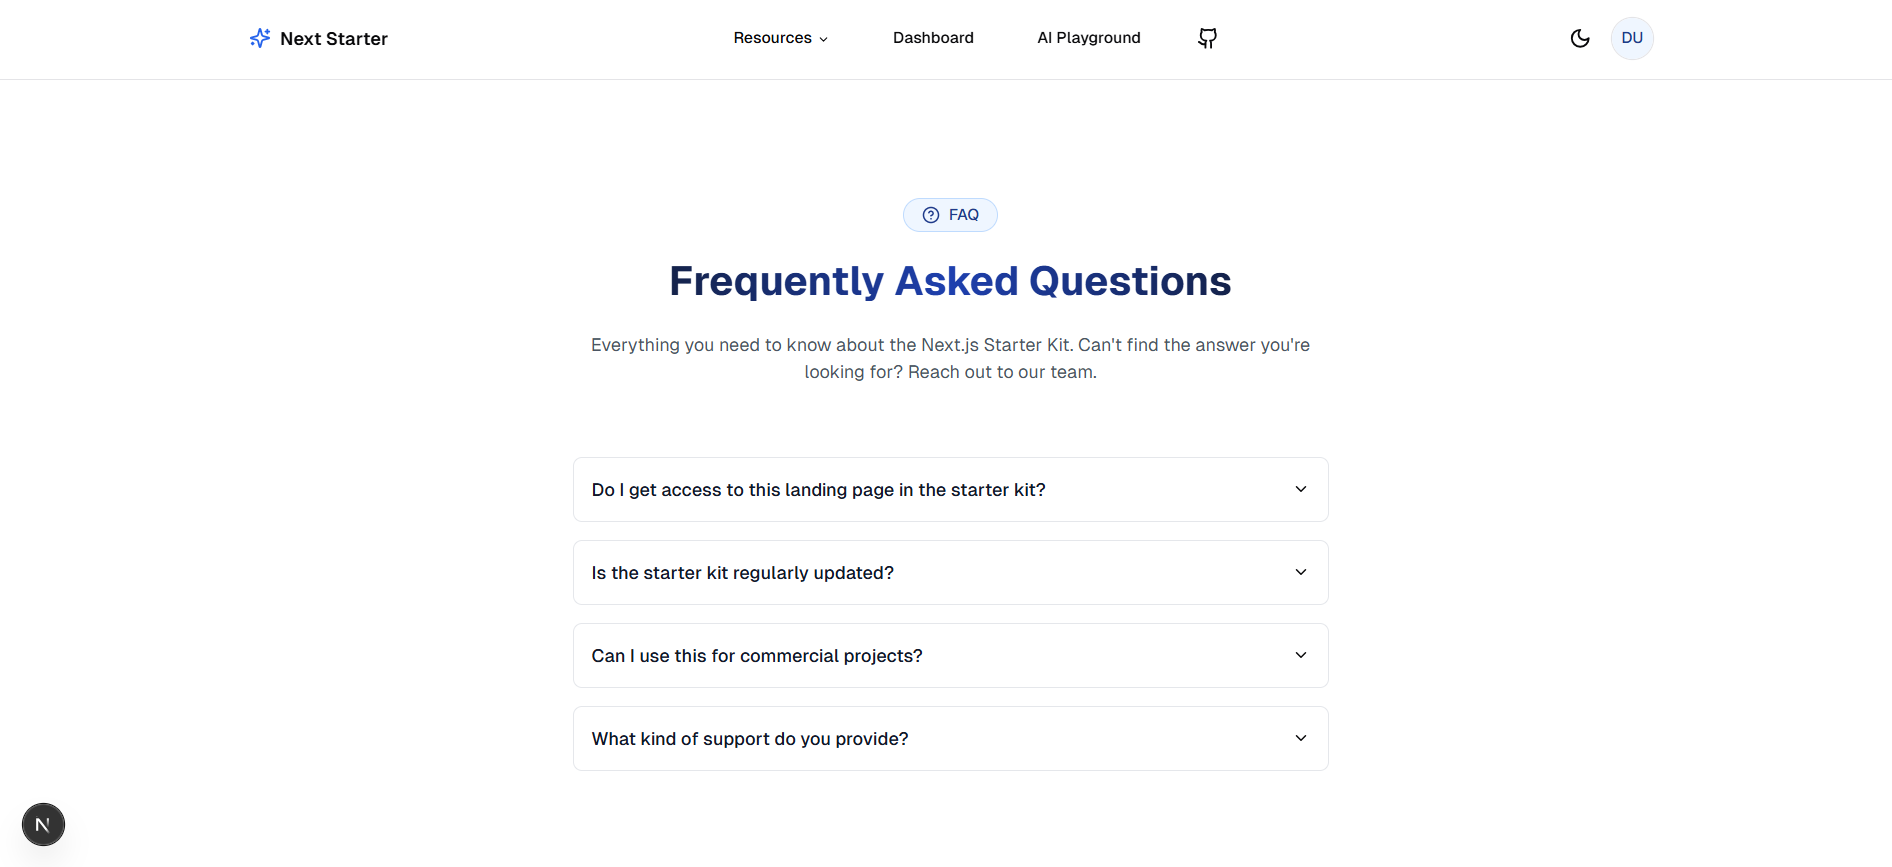 Next Starter
Resources
Dashboard
AI Playground
DU
FAQ
Frequently Asked Questions
Everything you need to know about the Next.js Starter Kit. Can't find the answer you're
looking for? Reach out to our team.
Do I get access to this landing page in the starter kit?
Is the starter kit regularly updated?
Can I use this for commercial projects?
What kind of support do you provide?
N